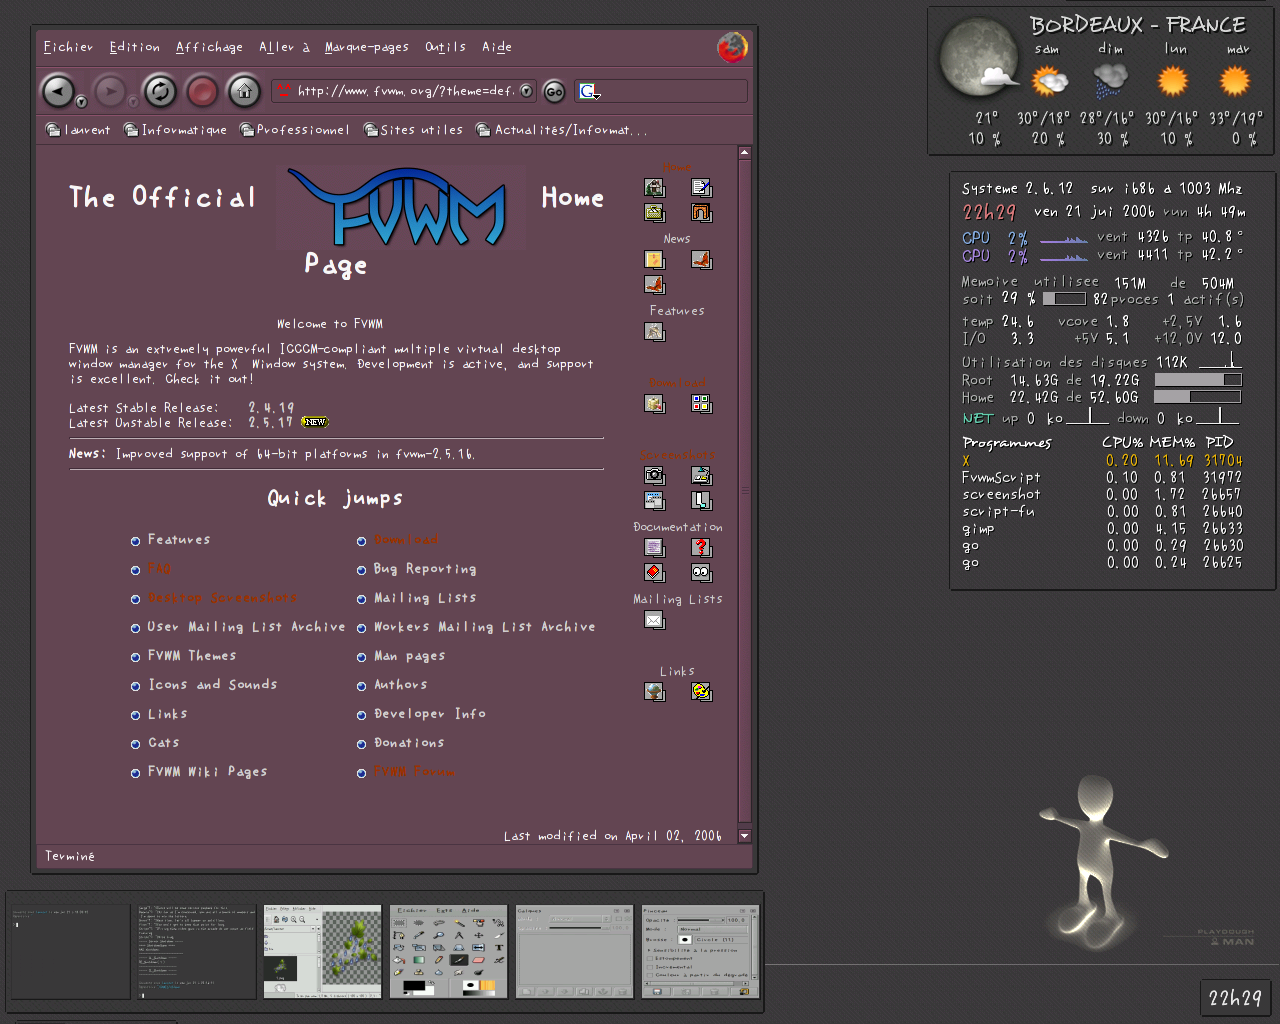 Fichier Edition Affichage Aller à Marque-pages Outils Aide
http://www.fvwm.org/?theme=def. Go G
laurent Informatique Professionnel Sites utiles Actualités/Informat...
The Official FVWM Home
Page
Welcome to FVWM
FVWM is an extremely powerful ICCCM-compliant multiple virtual desktop
window manager for the X Window system. Development is active, and support
is excellent. Check it out!
Latest Stable Release: 2.4.19
Latest Unstable Release: 2.5.17 NEW
News: Improved support of 64-bit platforms in fvwm-2.5.16.
Quick jumps
Features Download
FAQ Bug Reporting
Desktop Screenshots Mailing Lists
User Mailing List Archive Workers Mailing List Archive
FVWM Themes Man pages
Icons and Sounds Authors
Links Developer Info
Cats Donations
FVWM Wiki Pages FVWM Forum
Last modified on April 02, 2006
Home
News
Features
Download
Screenshots
Documentation
Mailing Lists
Links
Terminé
BORDEAUX - FRANCE
sam dim lun mar
21° 30°/18° 28°/16° 30°/16° 33°/19°
10 % 20 % 30 % 10 % 0 %
Systeme 2.6.12 sur i686 a 1003 Mhz
22h29 ven 21 jui 2006 run 4h 49m
CPU 2% vent 4326 tp 40.8°
CPU 2% vent 4411 tp 42.2°
Memoire utilisee 151M de 504M
soit 29 % 82 proces 1 actif(s)
temp 24.6 vcore 1.8 +2,5V 1.6
I/O 3.3 +5V 5.1 +12,0V 12.0
Utilisation des disques 112K
Root 14.63G de 19.22G
Home 22.42G de 52.60G
NET up 0 ko down 0 ko
Programmes CPU% MEM% PID
X 0.20 11.69 31704
FvwmScript 0.10 0.81 31972
screenshot 0.00 1.72 26657
script-fu 0.00 0.81 26640
gimp 0.00 4.15 26633
go 0.00 0.29 26630
go 0.00 0.24 26625
PLAYDOUGH
& MAN
Fichier Exts Aide
22h29